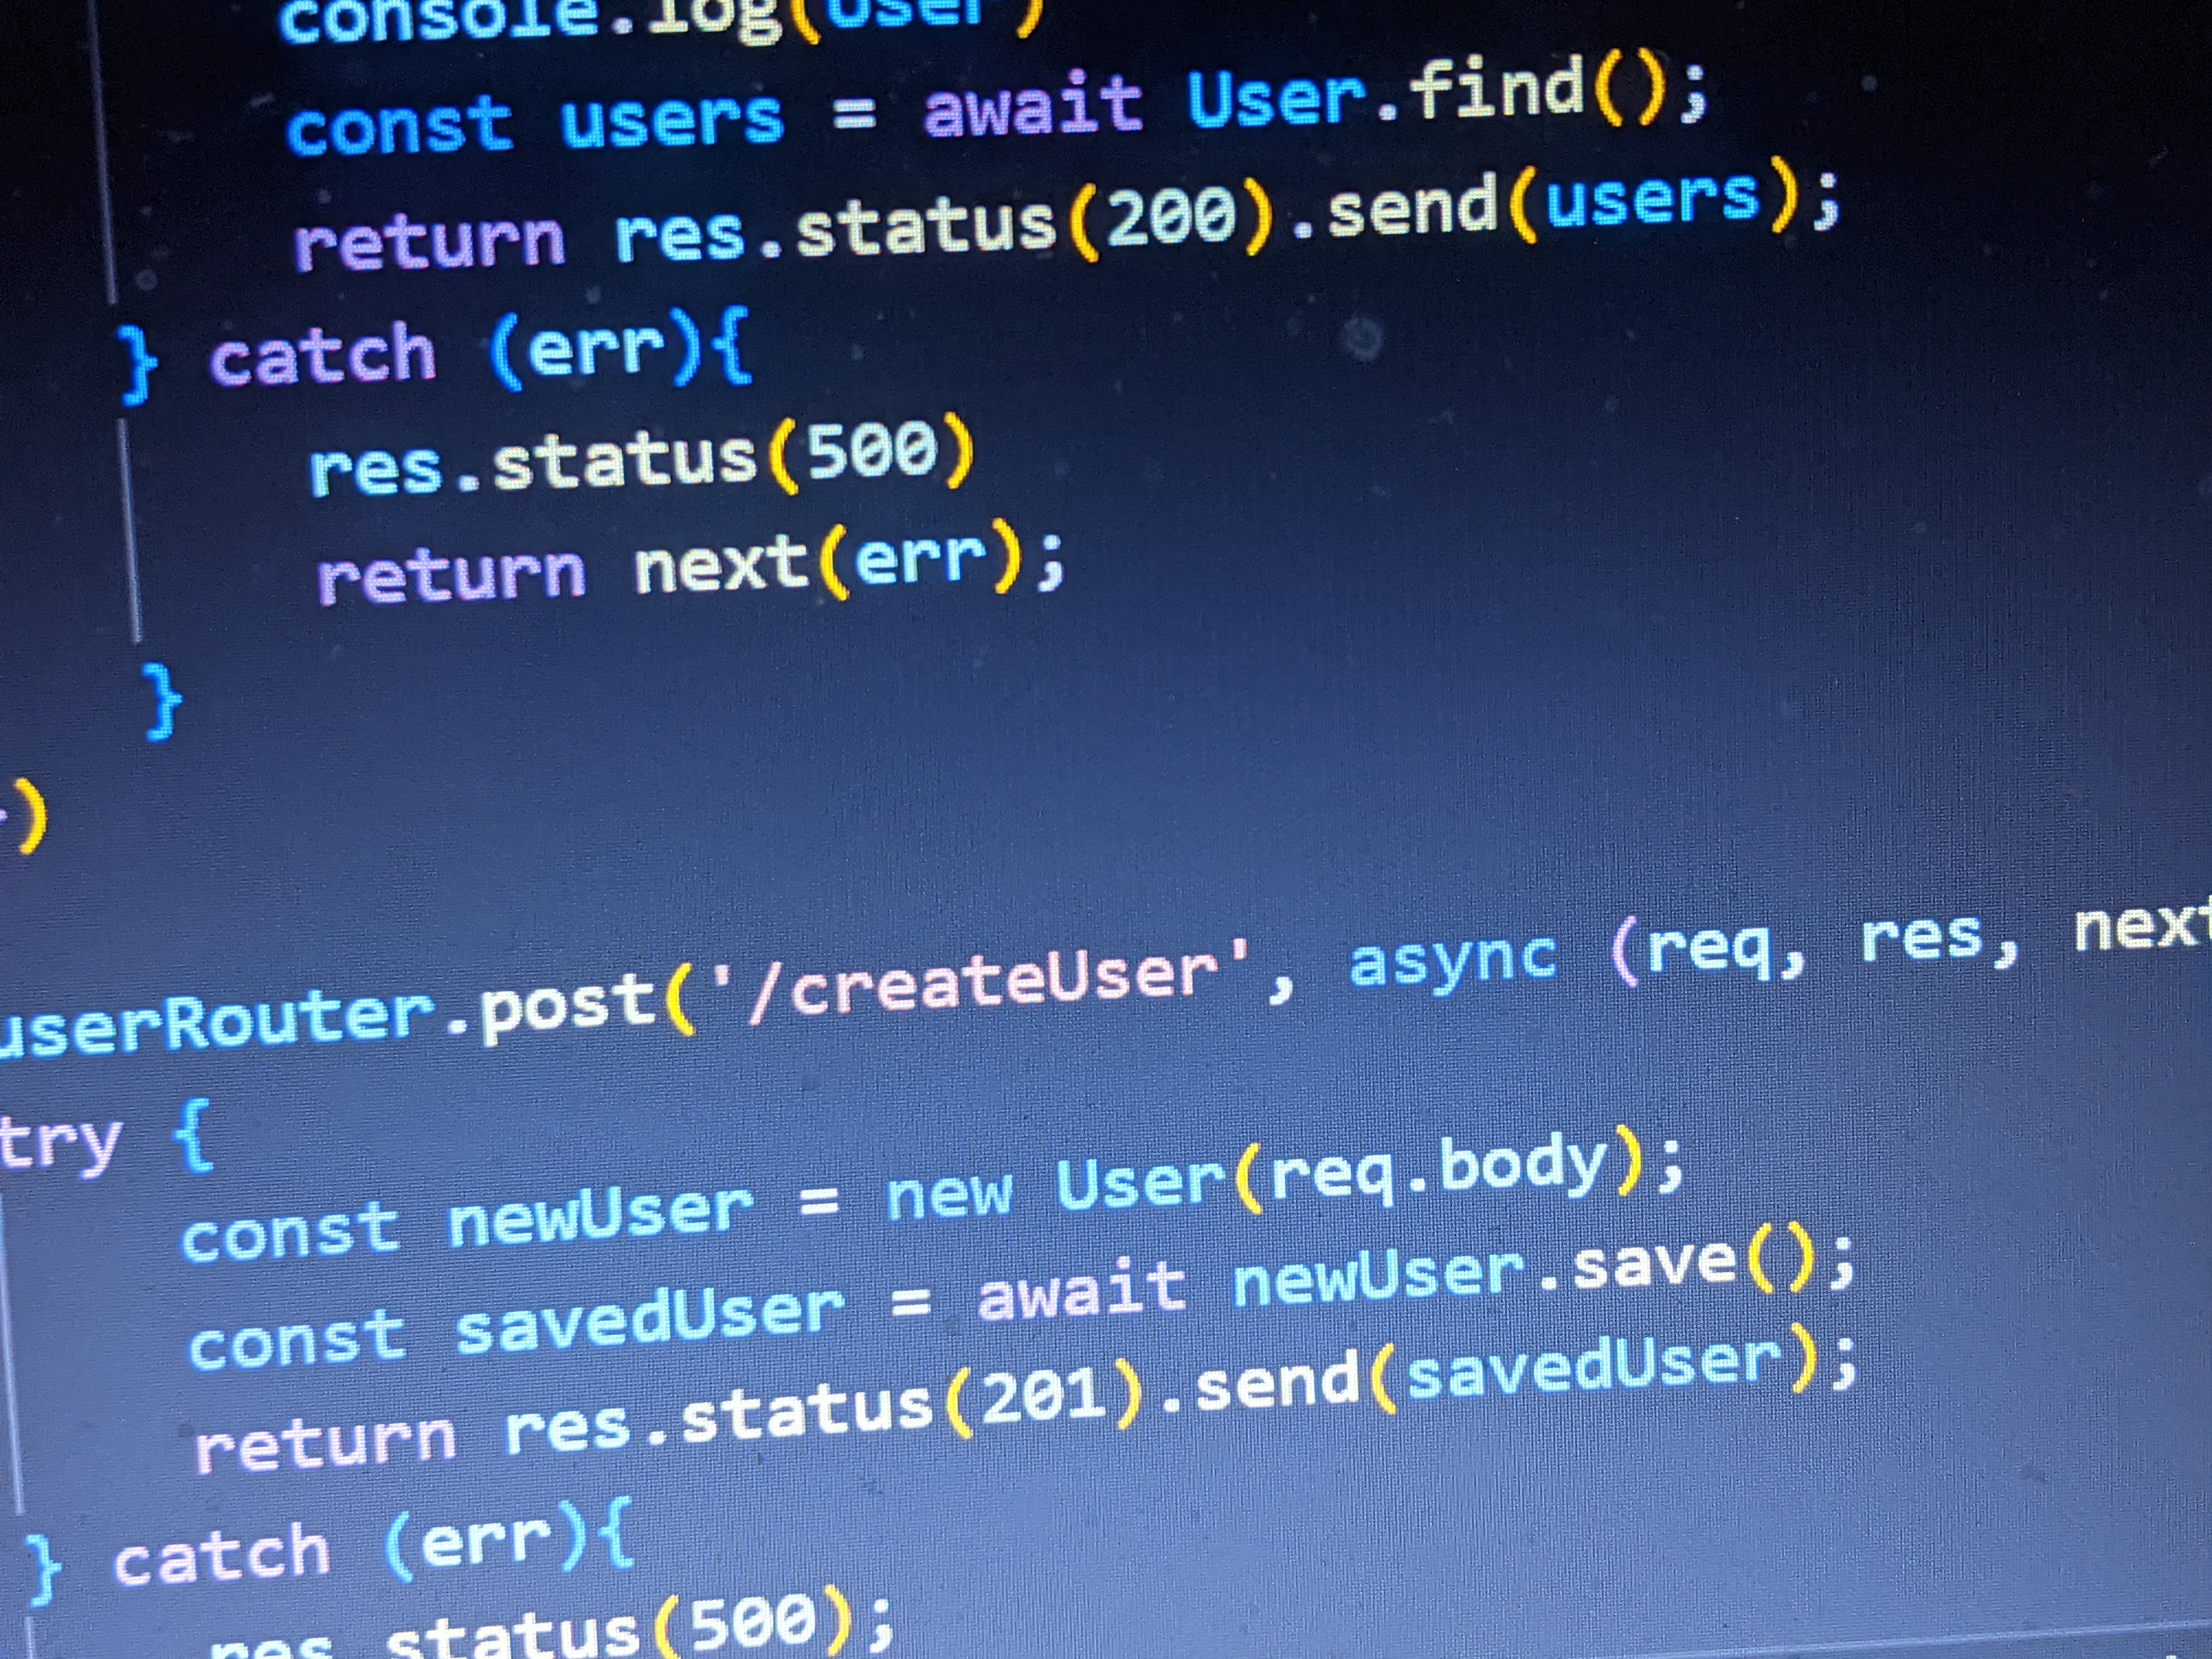 console.log(user)
const users = await User.find();
return res.status(200).send(users);
} catch (err){
res.status(500)
return next(err);
}
)
userRouter.post('/createUser', async (req, res, next
try {
const newUser = new User(req.body);
const savedUser = await newUser.save();
return res.status(201).send(savedUser);
} catch (err){
res.status(500);